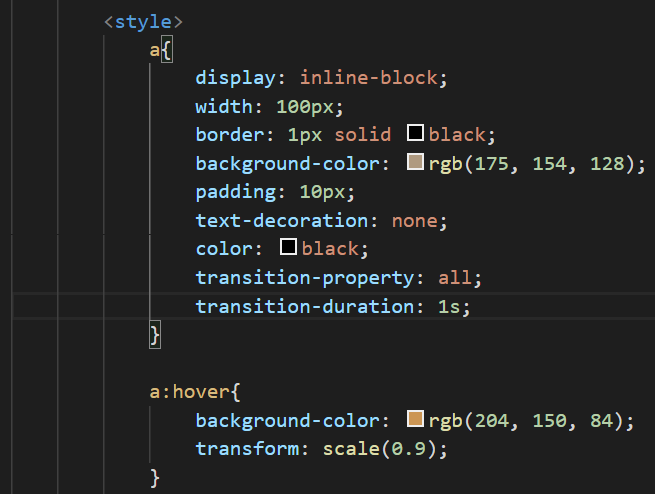 <style>
a{
display: inline-block;
width: 100px;
border: 1px solid black;
background-color: rgb(175, 154, 128);
padding: 10px;
text-decoration: none;
color: black;
transition-property: all;
transition-duration: 1s;
}
a:hover{
background-color: rgb(204, 150, 84);
transform: scale(0.9);
}